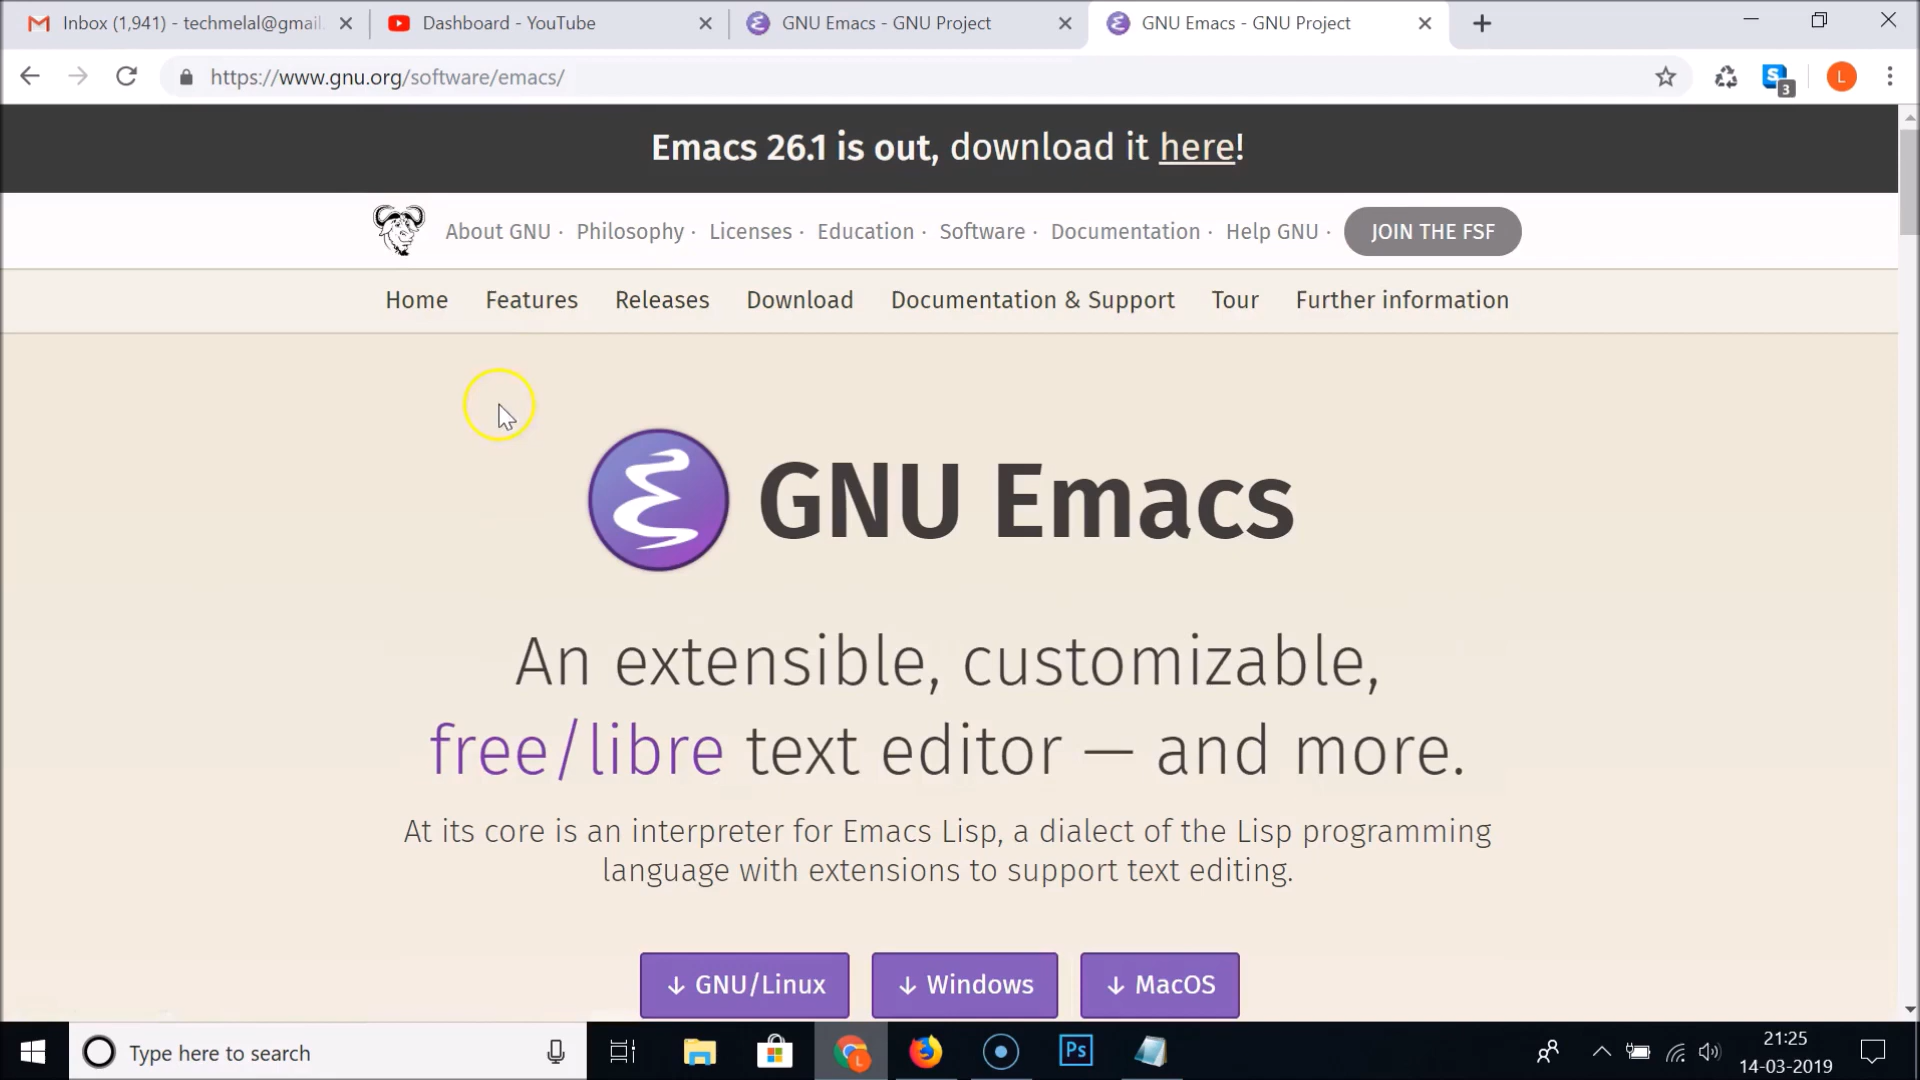 Inbox (1,941) - techmelal@gmail.
Dashboard - YouTube
GNU Emacs - GNU Project
GNU Emacs - GNU Project
https://www.gnu.org/software/emacs/
S
3
L
Emacs 26.1 is out, download it here!
About GNU · Philosophy · Licenses · Education · Software · Documentation · Help GNU · JOIN THE FSF
Home Features Releases Download Documentation & Support Tour Further information
GNU Emacs
An extensible, customizable,
free/libre text editor — and more.
At its core is an interpreter for Emacs Lisp, a dialect of the Lisp programming
language with extensions to support text editing.
↓ GNU/Linux
↓ Windows
↓ MacOS
Type here to search
L
Ps
21:25
14-03-2019